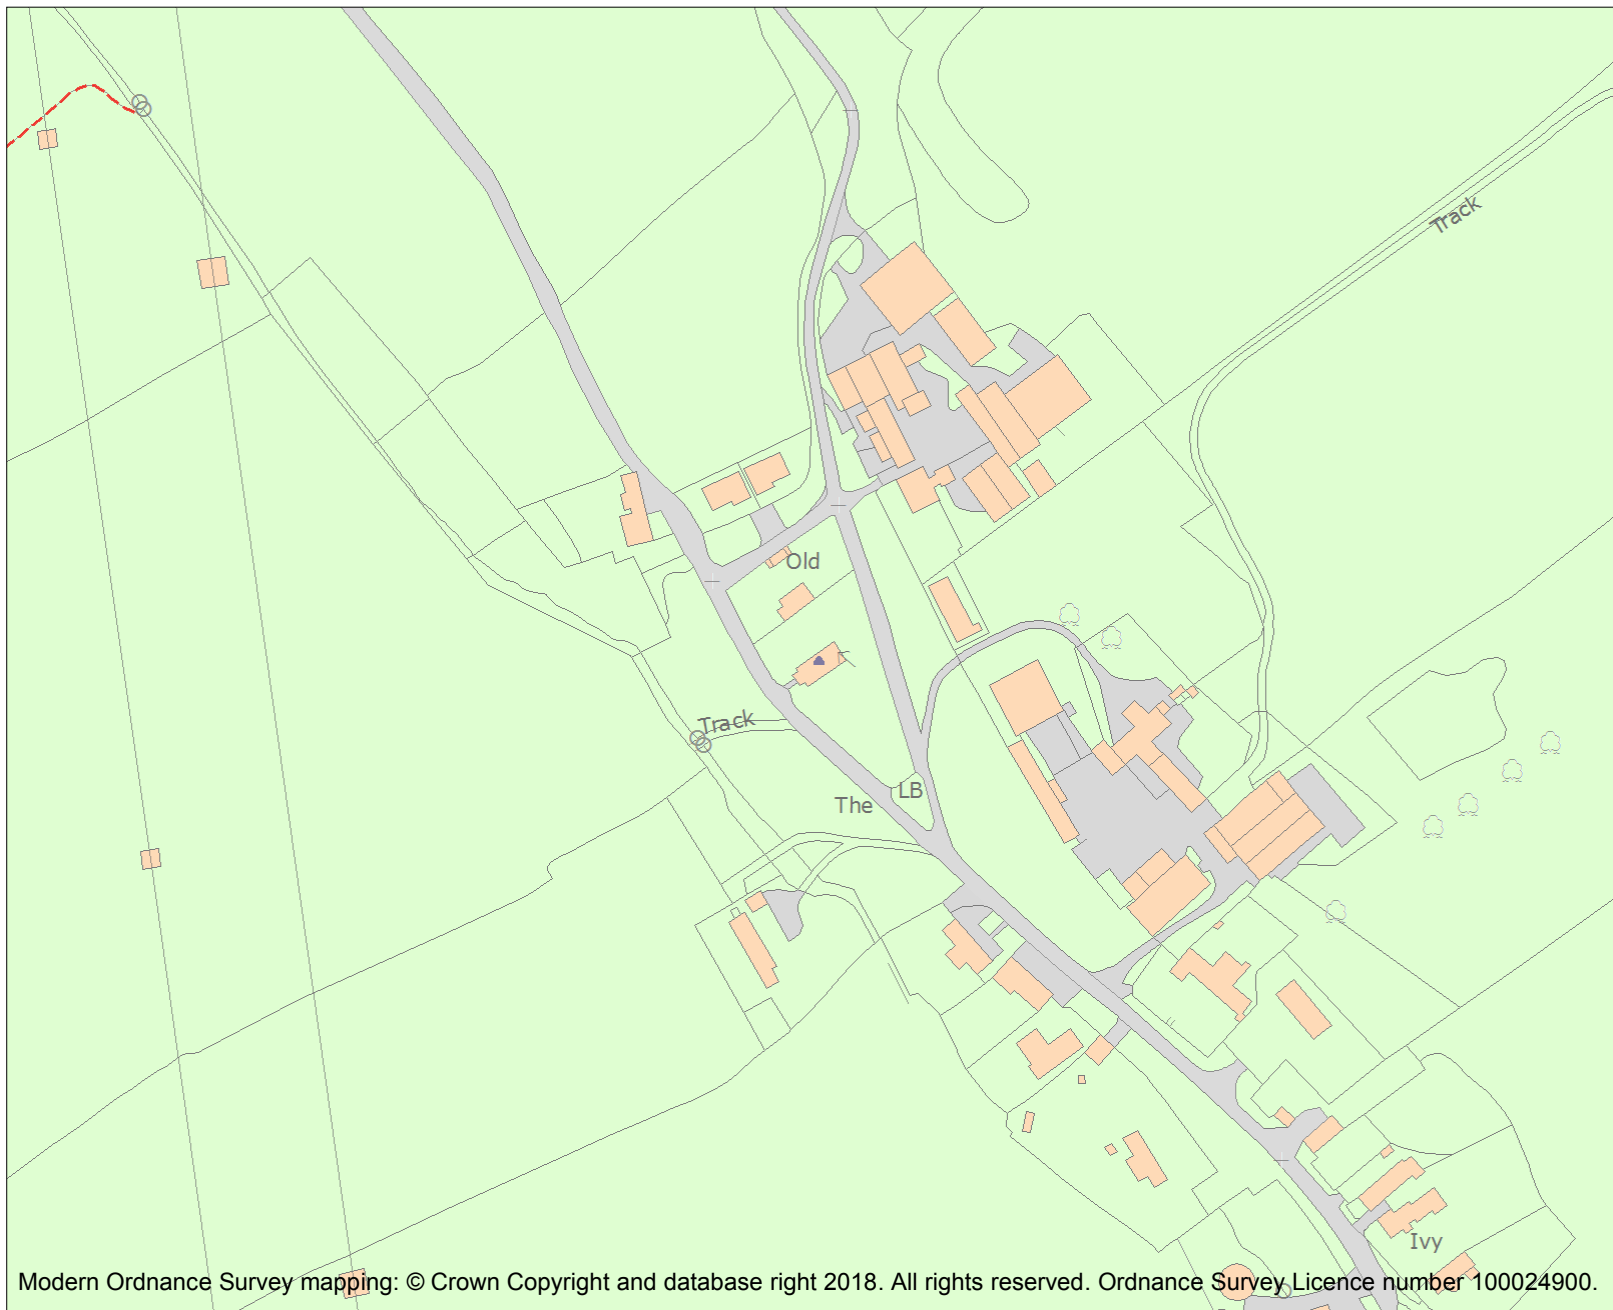 Track
Old
Track
LB
The
Ivy
Modern Ordnance Survey mapping: © Crown Copyright and database right 2018. All rights reserved. Ordnance Survey Licence number 100024900.